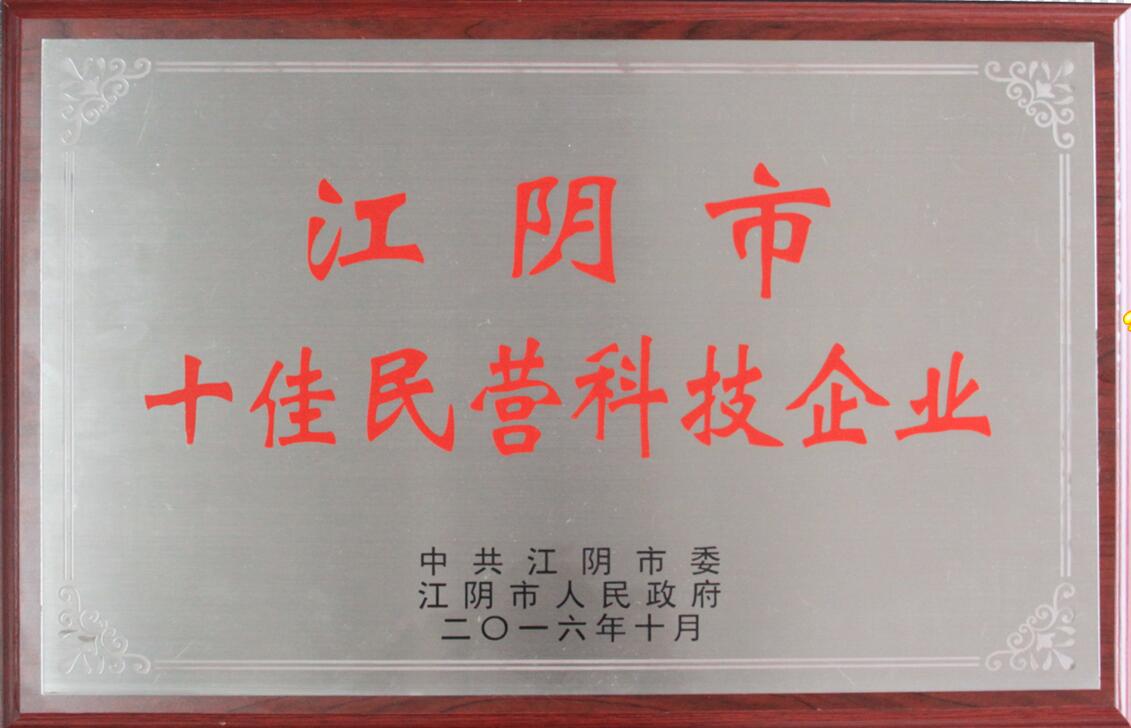 江阴市
十佳民营科技企业
中共江阴市委
江阴市人民政府
二〇一六年十月